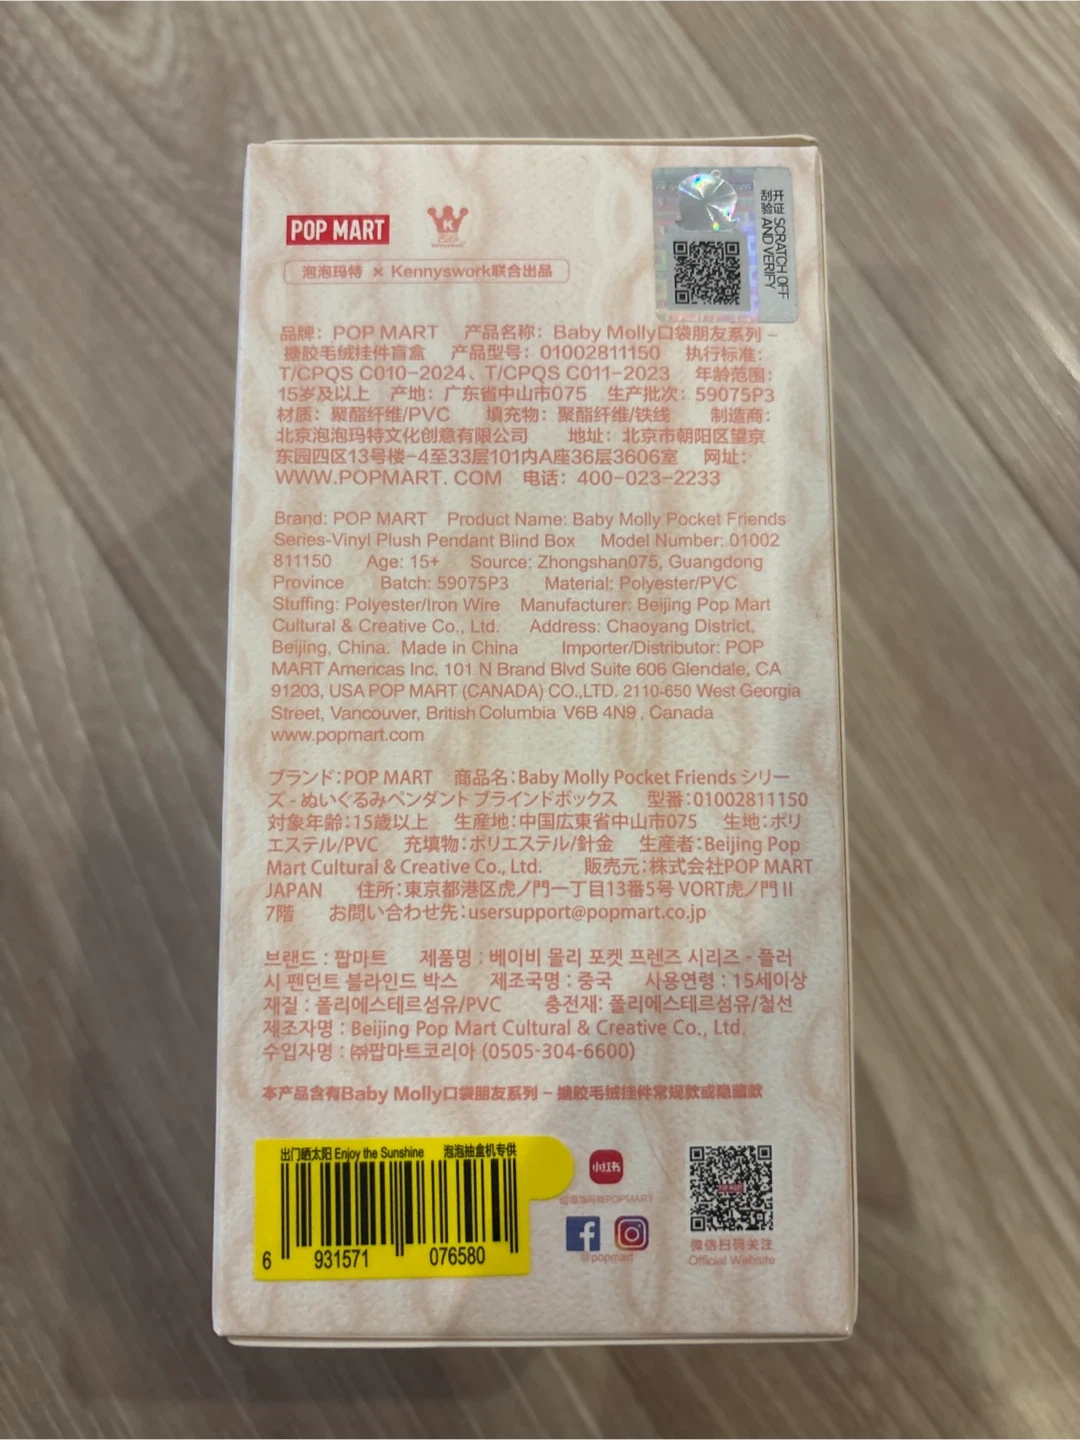 POP MART
K
泡泡玛特 × Kennyswork联合出品
刮开验证 SCRATCH OFF AND VERIFY
品牌：POP MART 产品名称：Baby Molly口袋朋友系列-
搪胶毛绒挂件盲盒 产品型号：01002811150 执行标准：
T/CPQS C010-2024、T/CPQS C011-2023 年龄范围：
15岁及以上 产地：广东省中山市075 生产批次：59075P3
材质：聚酯纤维/PVC 填充物：聚酯纤维/铁线 制造商：
北京泡泡玛特文化创意有限公司 地址：北京市朝阳区望京
东园四区13号楼-4至33层101内A座36层3606室 网址：
WWW.POPMART.COM 电话：400-023-2233
Brand: POP MART Product Name: Baby Molly Pocket Friends
Series-Vinyl Plush Pendant Blind Box Model Number: 01002
811150 Age: 15+ Source: Zhongshan075, Guangdong
Province Batch: 59075P3 Material: Polyester/PVC
Stuffing: Polyester/Iron Wire Manufacturer: Beijing Pop Mart
Cultural & Creative Co., Ltd. Address: Chaoyang District,
Beijing, China. Made in China Importer/Distributor: POP
MART Americas Inc. 101 N Brand Blvd Suite 606 Glendale, CA
91203, USA POP MART (CANADA) CO.,LTD. 2110-650 West Georgia
Street, Vancouver, British Columbia V6B 4N9, Canada
www.popmart.com
ブランド:POP MART 商品名:Baby Molly Pocket Friends シリー
ズ - ぬいぐるみペンダント ブラインドボックス 型番:01002811150
対象年齢:15歳以上 生産地:中国広東省中山市075 生地:ポリ
エステル/PVC 充填物:ポリエステル/針金 生産者:Beijing Pop
Mart Cultural & Creative Co., Ltd. 販売元:株式会社POP MART
JAPAN 住所:東京都港区虎ノ門一丁目13番5号 VORT虎ノ門 II
7階 お問い合わせ先:usersupport@popmart.co.jp
브랜드 : 팝마트 제품명 : 베이비 몰리 포켓 프렌즈 시리즈 - 플러
시 펜던트 블라인드 박스 제조국명 : 중국 사용연령 : 15세이상
재질 : 폴리에스테르섬유/PVC 충전재: 폴리에스테르섬유/철선
제조자명 : Beijing Pop Mart Cultural & Creative Co., Ltd.
수입자명 : ㈜팝마트코리아 (0505-304-6600)
本产品含有Baby Molly口袋朋友系列 - 搪胶毛绒挂件常规款或隐藏款
出门晒太阳 Enjoy the Sunshine 泡泡抽盒机专供
6 931571 076580
小红书
@泡泡玛特POPMART
@popmart
POP MART
微信扫码关注
Official Website